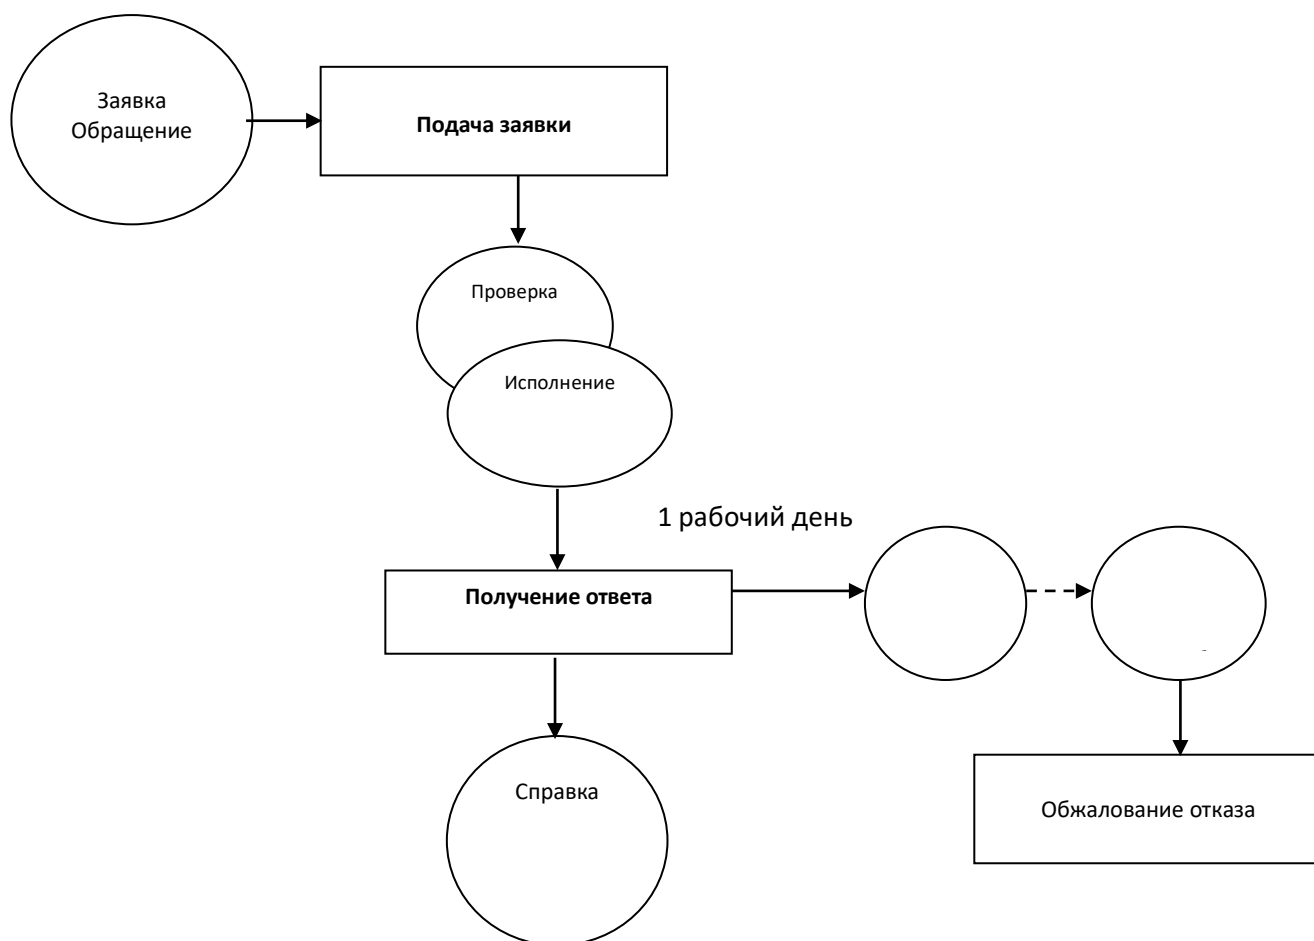 Заявка
Обращение
Подача заявки
Проверка
Исполнение
1 рабочий день
Получение ответа
Справка
Обжалование отказа